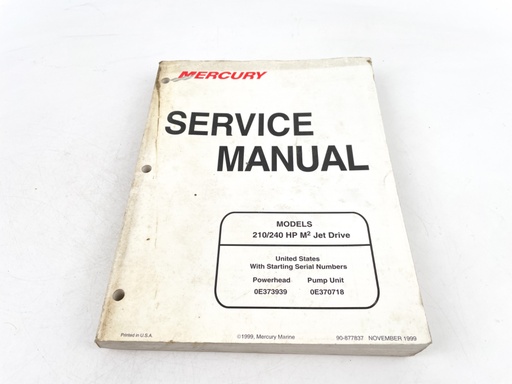 MERCURY
SERVICE
MANUAL
MODELS
210/240 HP M² Jet Drive
United States
With Starting Serial Numbers
Powerhead Pump Unit
0E373939 0E370718
Printed in U.S.A. ©1999, Mercury Marine 90-877837 NOVEMBER 1999